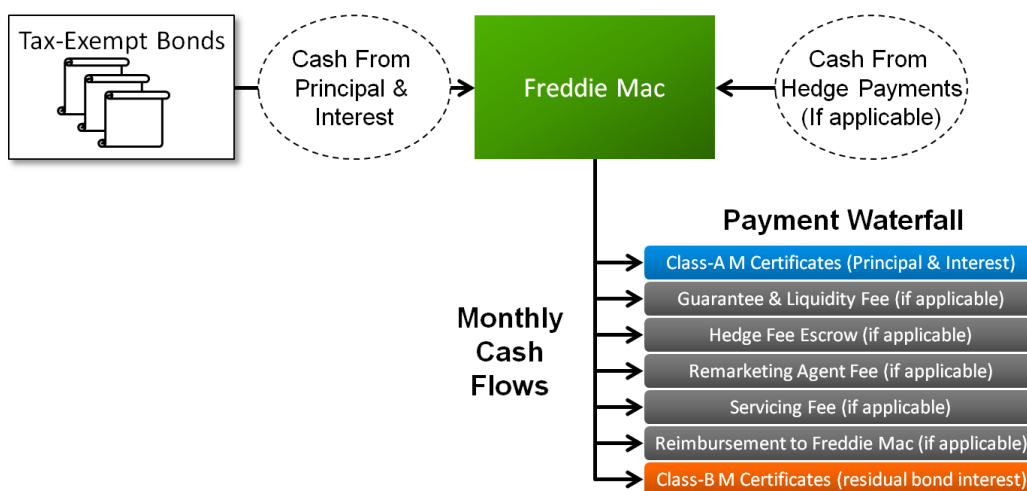 Tax-Exempt Bonds
Cash From
Principal &
Interest
Freddie Mac
Cash From
Hedge Payments
(If applicable)
Payment Waterfall
Monthly
Cash
Flows
Class-A M Certificates (Principal & Interest)
Guarantee & Liquidity Fee (if applicable)
Hedge Fee Escrow (if applicable)
Remarketing Agent Fee (if applicable)
Servicing Fee (if applicable)
Reimbursement to Freddie Mac (if applicable)
Class-B M Certificates (residual bond interest)